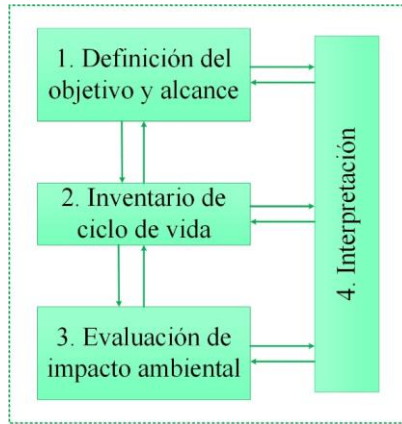 1. Definición del
objetivo y alcance
2. Inventario de
ciclo de vida
3. Evaluación de
impacto ambiental
4. Interpretación